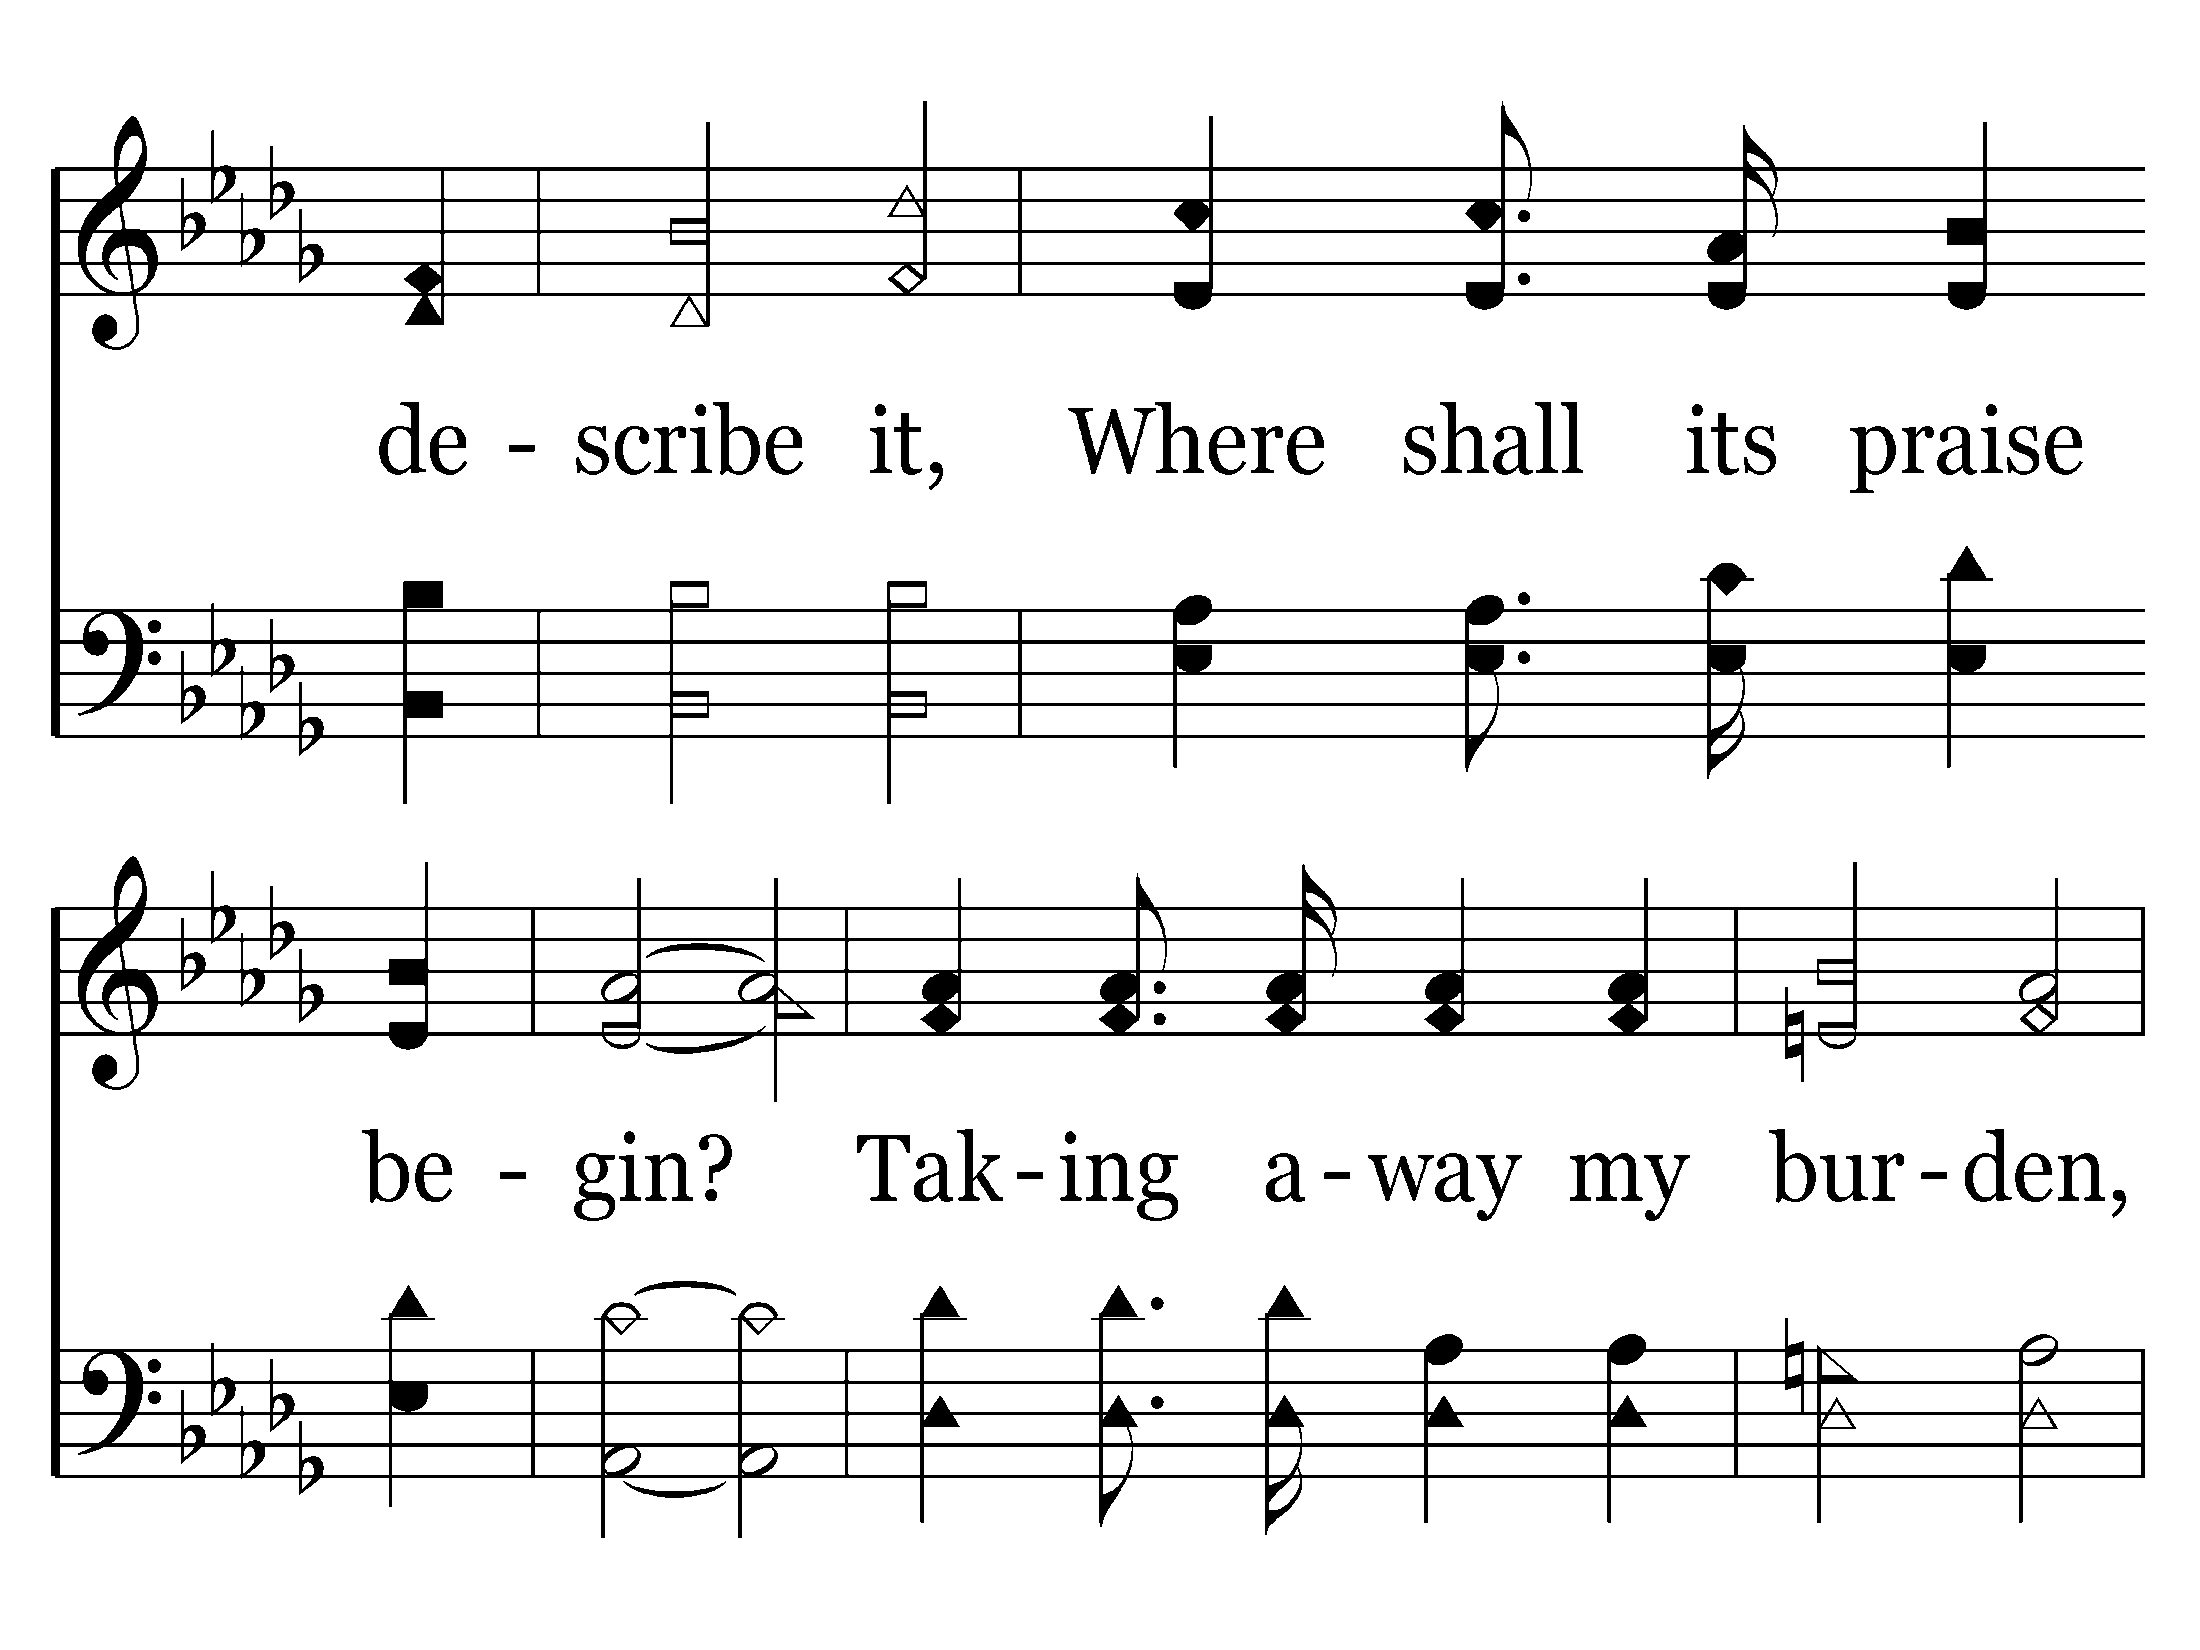 de - scribe it, Where shall its praise
be - gin? Tak - ing a - way my bur - den,